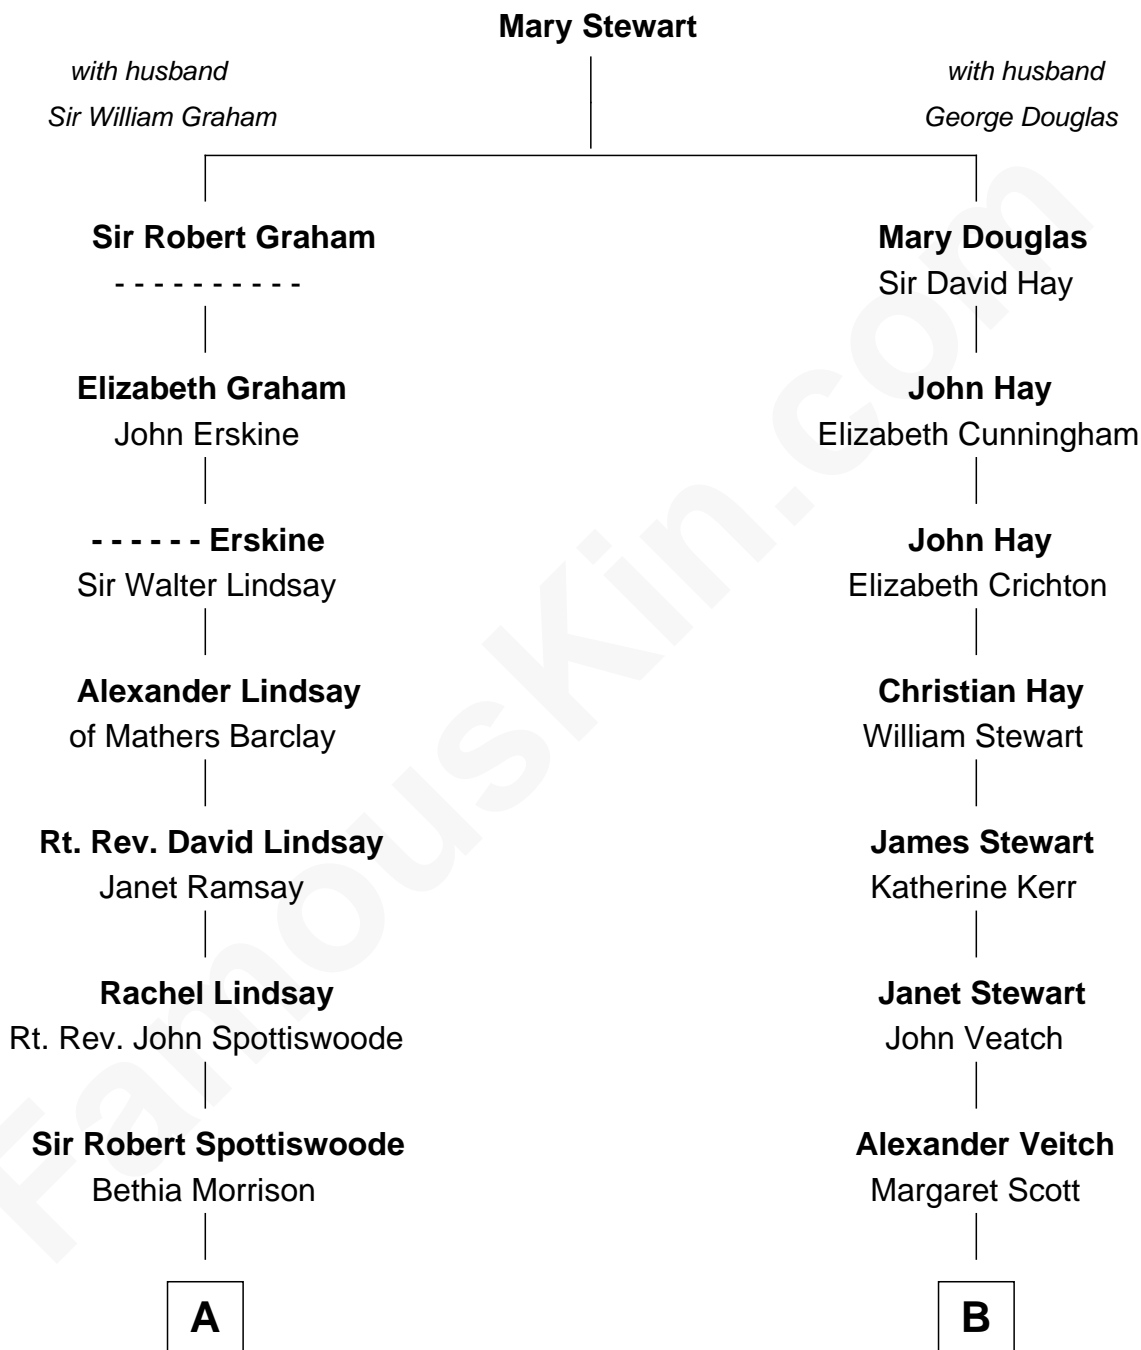 Mary Stewart
with husband
Sir William Graham
with husband
George Douglas
Sir Robert Graham
- - - - - - - - - -
Mary Douglas
Sir David Hay
Elizabeth Graham
John Erskine
John Hay
Elizabeth Cunningham
- - - - - - Erskine
Sir Walter Lindsay
John Hay
Elizabeth Crichton
Alexander Lindsay
of Mathers Barclay
Christian Hay
William Stewart
Rt. Rev. David Lindsay
Janet Ramsay
James Stewart
Katherine Kerr
Rachel Lindsay
Rt. Rev. John Spottiswoode
Janet Stewart
John Veatch
Sir Robert Spottiswoode
Bethia Morrison
Alexander Veitch
Margaret Scott
A
B
FamousKin.com